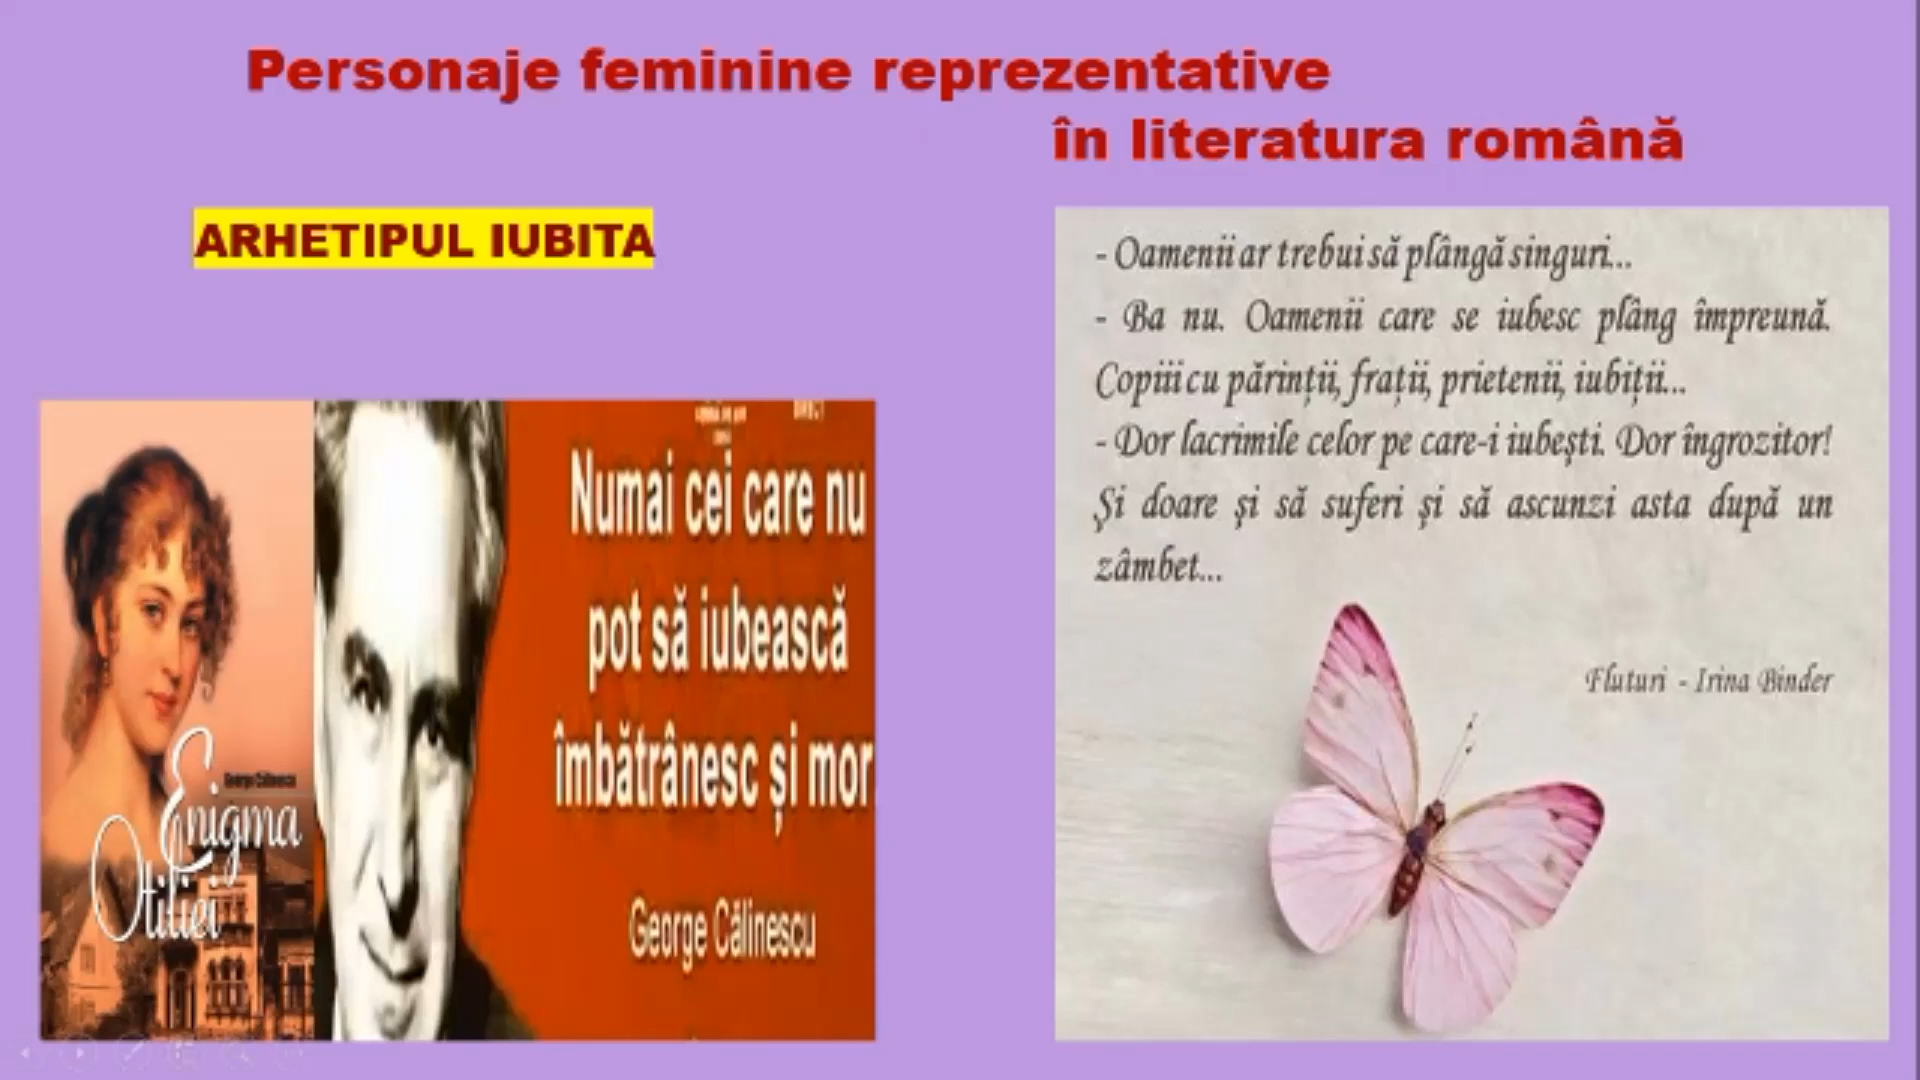 Personaje feminine reprezentative
în literatura română
ARHETIPUL IUBITA
George Călinescu
Enigma
Otiliei
Numai cei care nu
pot să iubească
îmbătrânesc și mor
George Călinescu
- Oamenii ar trebui să plângă singuri...
- Ba nu. Oamenii care se iubesc plâng împreună.
Copiii cu părinții, frații, prietenii, iubiții...
- Dor lacrimile celor pe care-i iubești. Dor îngrozitor!
Și doare și să suferi și să ascunzi asta după un
zâmbet...
Fluturi - Irina Binder